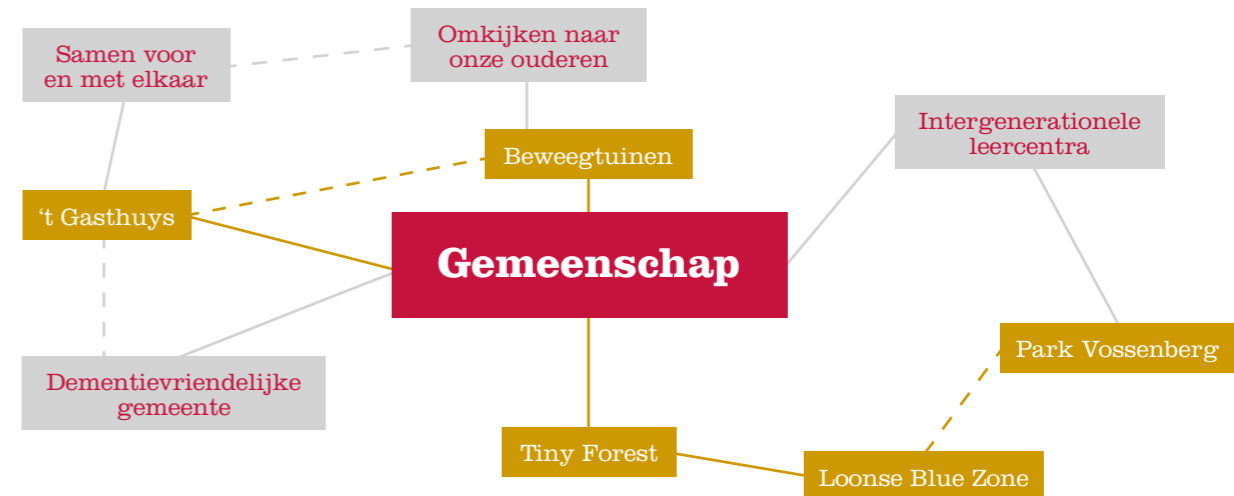 Samen voor
en met elkaar
Omkijken naar
onze ouderen
Intergenerationele
leercentra
Beweegtuinen
‘t Gasthuys
Gemeenschap
Park Vossenberg
Dementievriendelijke
gemeente
Tiny Forest
Loonse Blue Zone